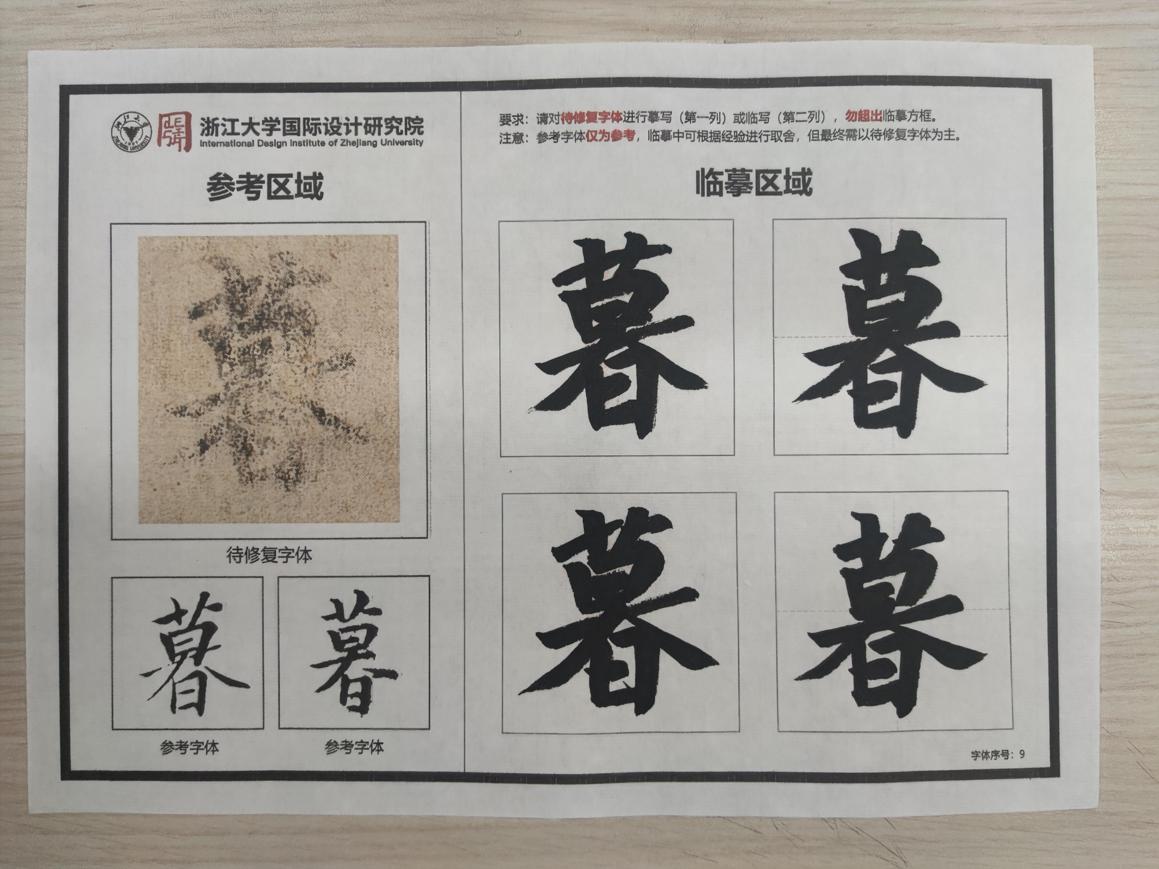 浙江大学国际设计研究院
International Design Institute of Zhejiang University
参考区域
暮
待修复字体
暮 暮
参考字体 参考字体
要求：请对待修复字体进行摹写（第一列）或临写（第二列），勿超出临摹方框。
注意：参考字体仅为参考，临摹中可根据经验进行取舍，但最终需以待修复字体为主。
临摹区域
暮 暮
暮 暮
字体序号：9